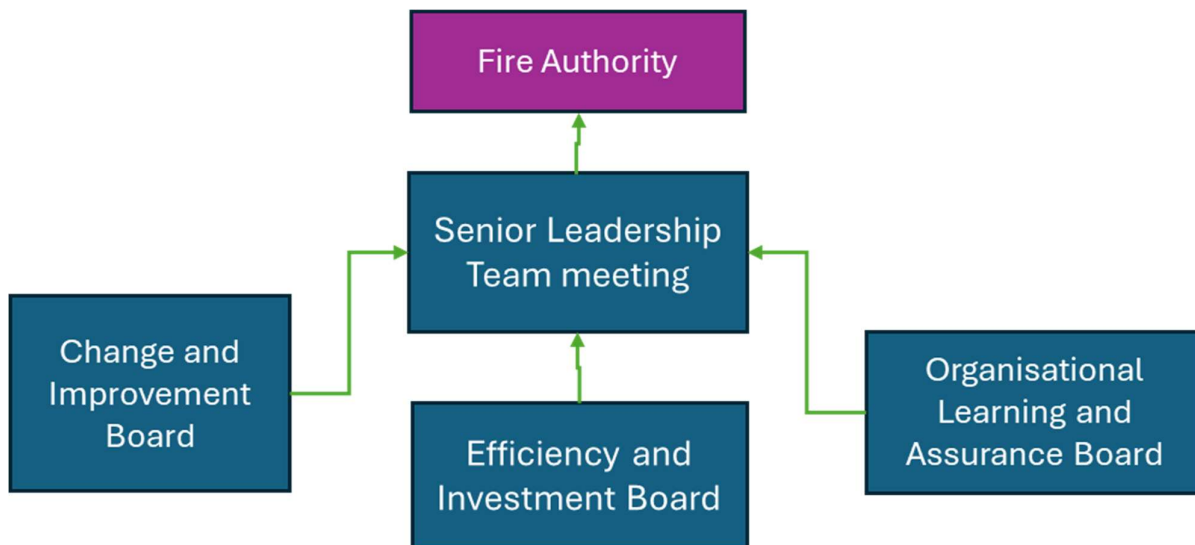 Fire Authority
Senior Leadership
Team meeting
Change and
Improvement
Board
Efficiency and
Investment Board
Organisational
Learning and
Assurance Board